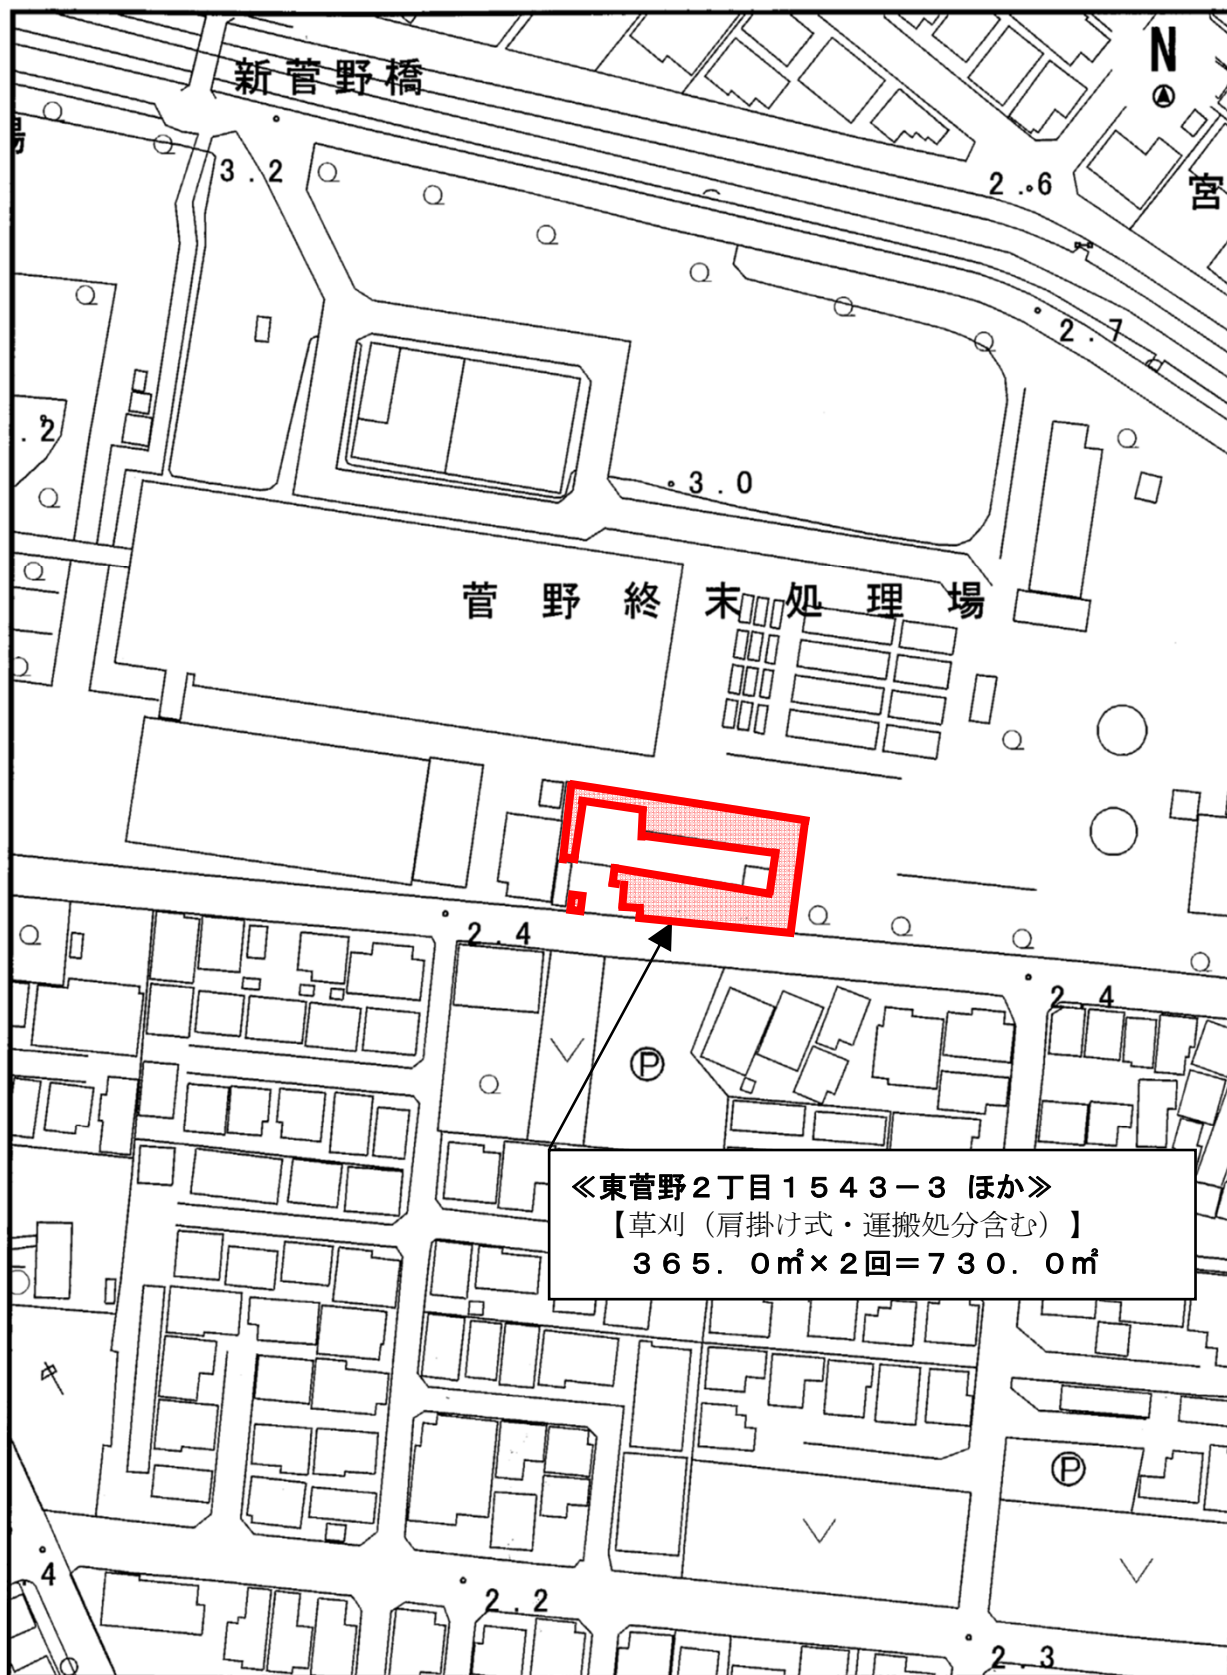 新菅野橋
N
場
3.2
2.6
宮
2.7
.2
3.0
菅野終末処理場
2.4
2.4
P
≪東菅野２丁目１５４３－３ ほか≫
【草刈（肩掛け式・運搬処分含む）】
３６５．０㎡×２回＝７３０．０㎡
P
4
2.2
2.3